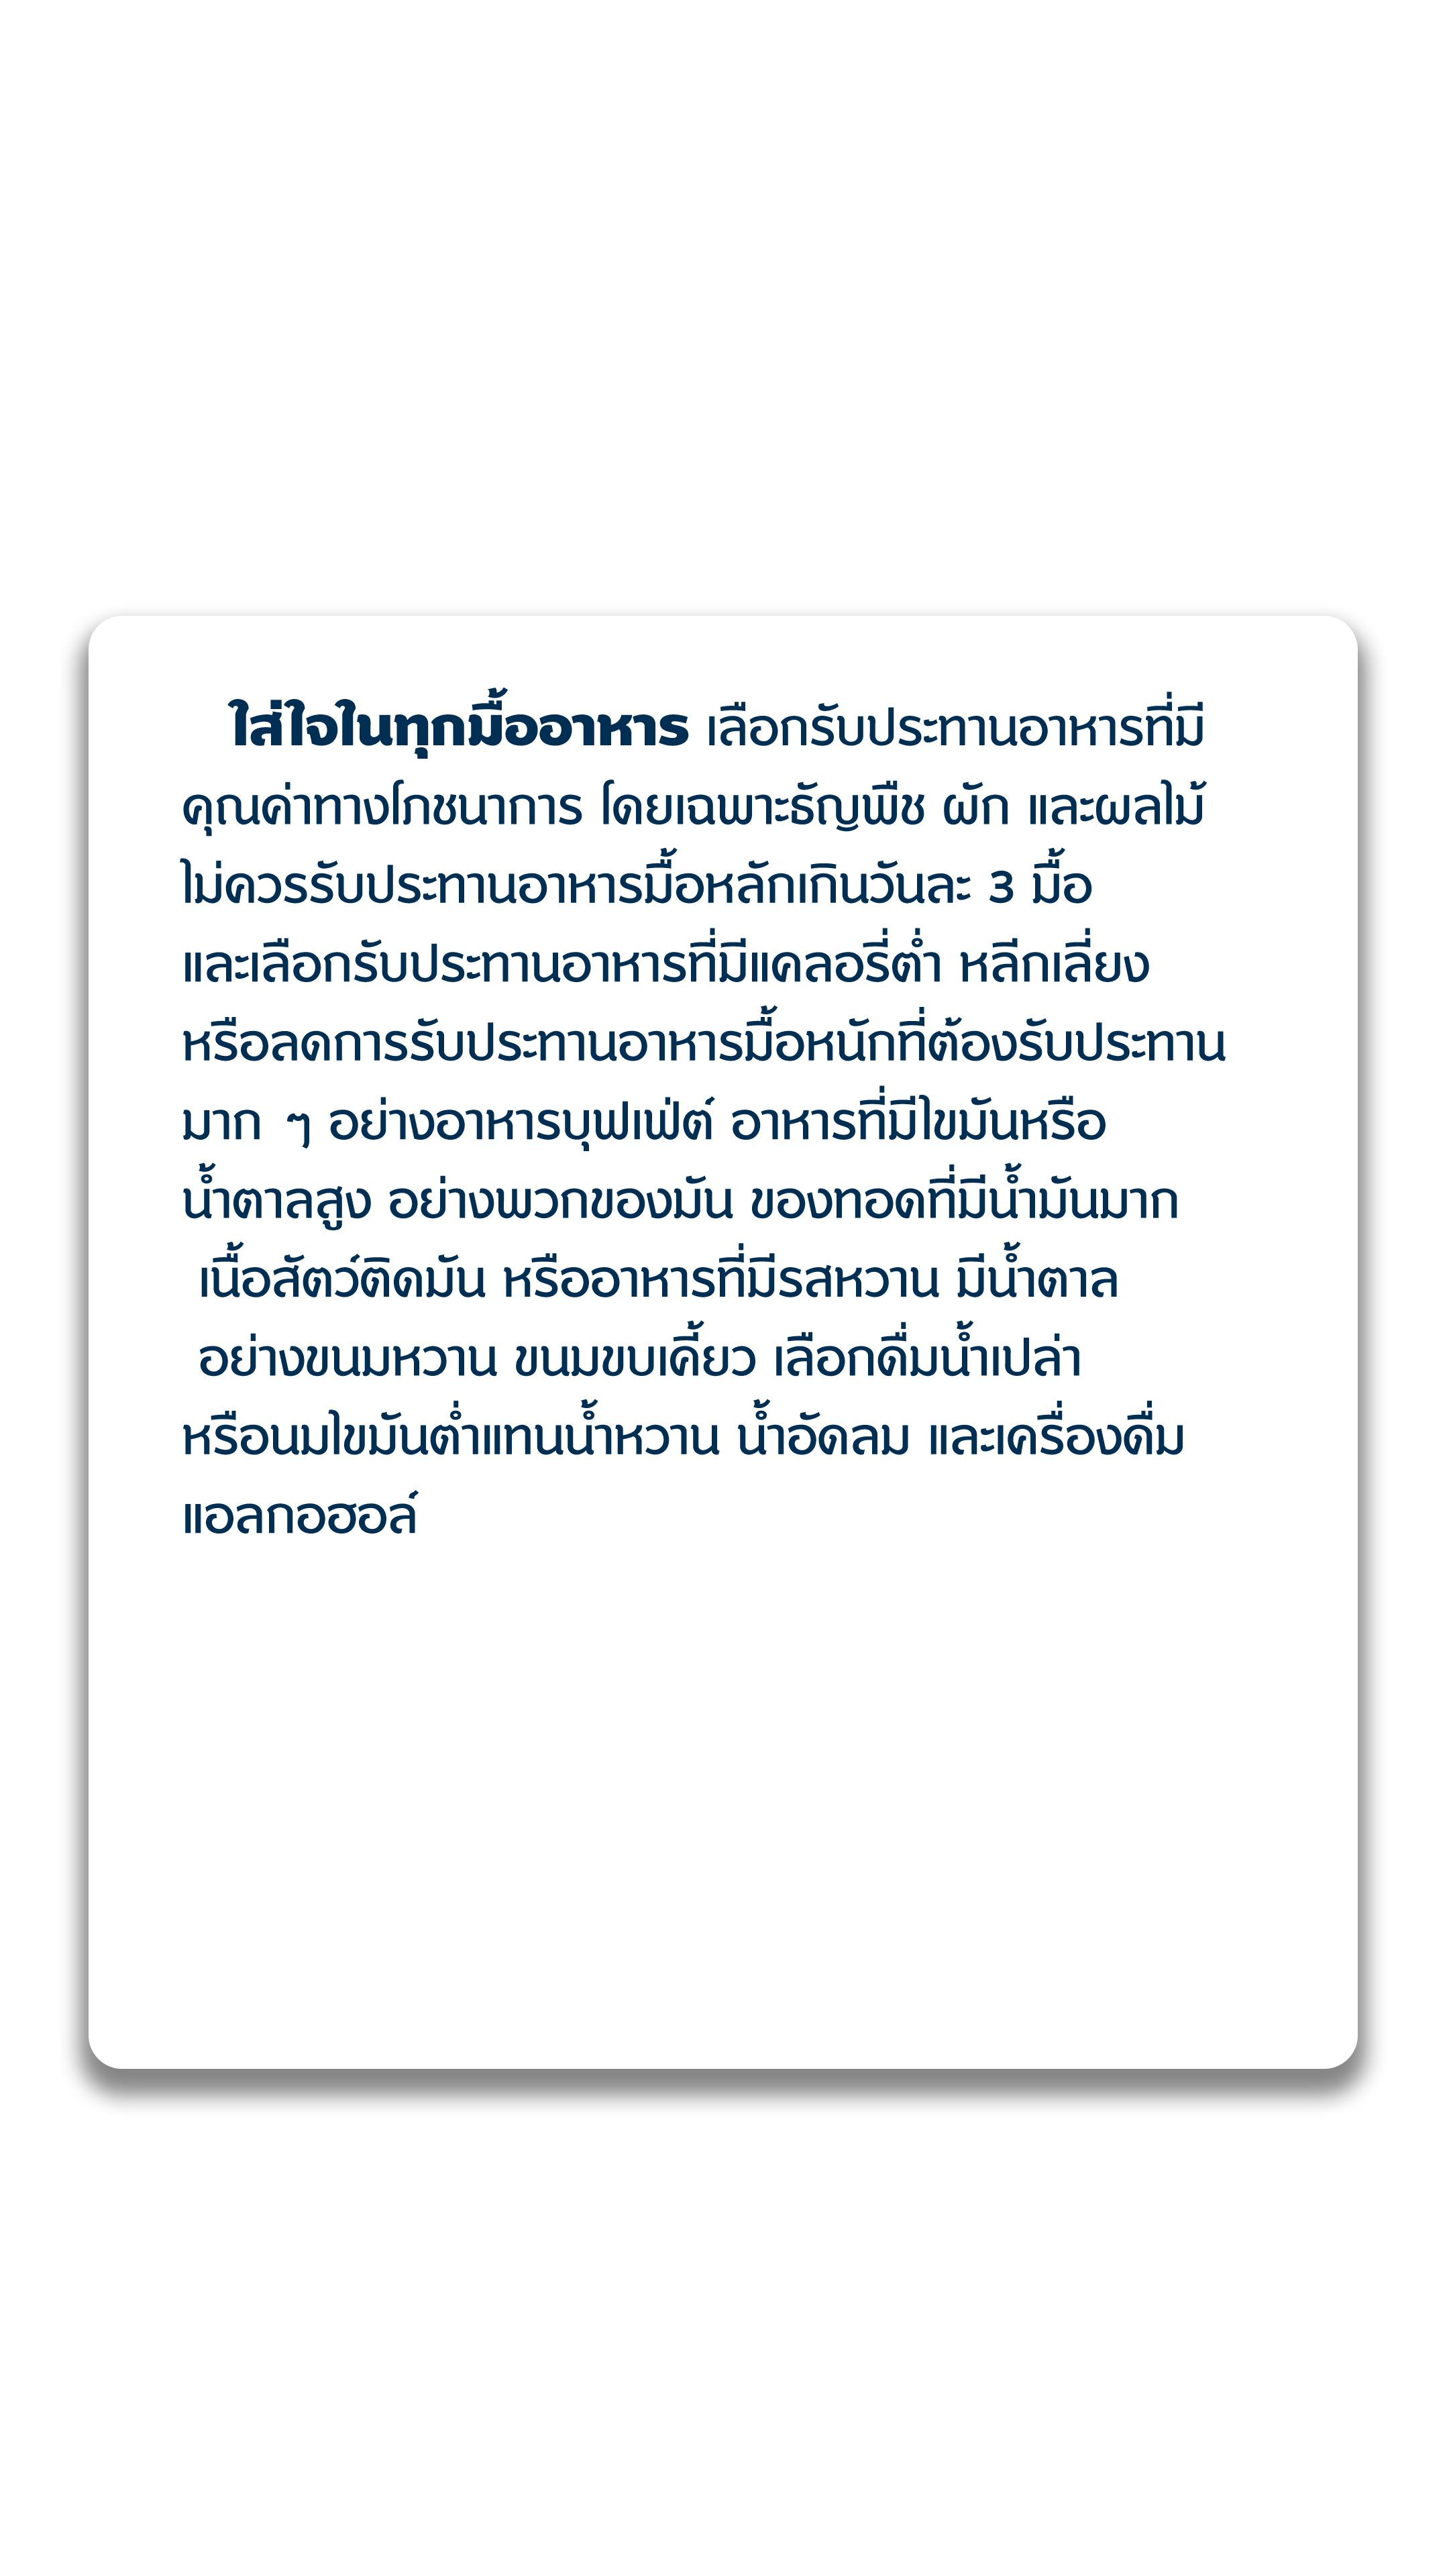 ใส่ใจในทุกมื้ออาหาร เลือกรับประทานอาหารที่มี
คุณค่าทางโภชนาการ โดยเฉพาะธัญพืช ผัก และผลไม้
ไม่ควรรับประทานอาหารมื้อหลักเกินวันละ 3 มื้อ
และเลือกรับประทานอาหารที่มีแคลอรี่ต่ำ หลีกเลี่ยง
หรือลดการรับประทานอาหารมื้อหนักที่ต้องรับประทาน
มาก ๆ อย่างอาหารบุฟเฟ่ต์ อาหารที่มีไขมันหรือ
น้ำตาลสูง อย่างพวกของมัน ของทอดที่มีน้ำมันมาก
เนื้อสัตว์ติดมัน หรืออาหารที่มีรสหวาน มีน้ำตาล
อย่างขนมหวาน ขนมขบเคี้ยว เลือกดื่มน้ำเปล่า
หรือนมไขมันต่ำแทนน้ำหวาน น้ำอัดลม และเครื่องดื่ม
แอลกอฮอล์